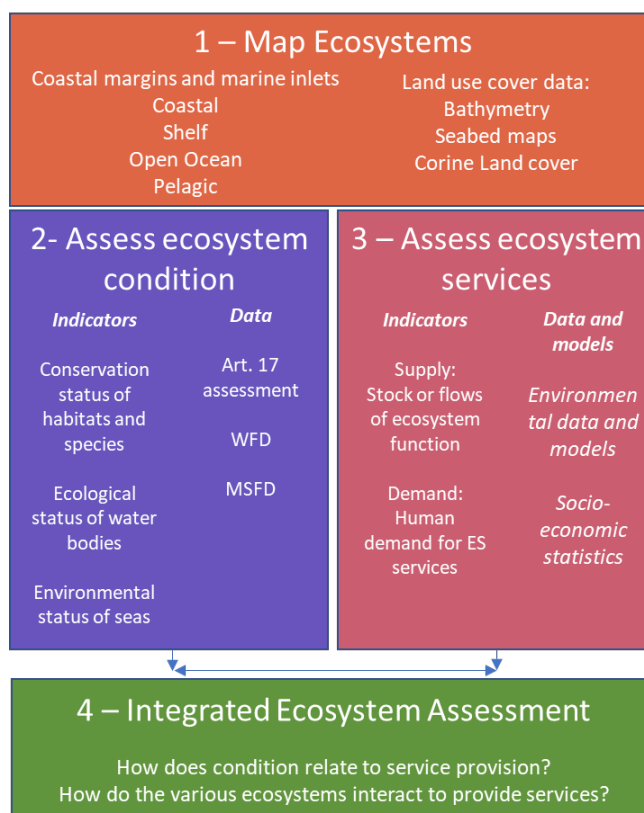 1 – Map Ecosystems
Coastal margins and marine inlets
Coastal
Shelf
Open Ocean
Pelagic
Land use cover data:
Bathymetry
Seabed maps
Corine Land cover
2- Assess ecosystem
condition
Indicators
Conservation
status of
habitats and
species
Ecological
status of water
bodies
Environmental
status of seas
Data
Art. 17
assessment
WFD
MSFD
3 – Assess ecosystem
services
Indicators
Supply:
Stock or flows
of ecosystem
function
Demand:
Human
demand for ES
services
Data and
models
Environmen
tal data and
models
Socio-
economic
statistics
4 – Integrated Ecosystem Assessment
How does condition relate to service provision?
How do the various ecosystems interact to provide services?